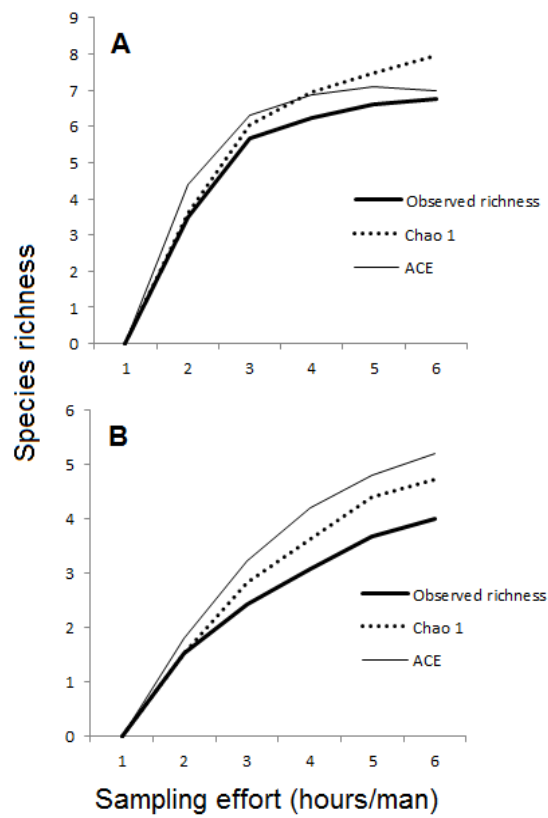 A
9
8
7
6
5
4
3
2
1
0
1 2 3 4 5 6
Observed richness
Chao 1
ACE
Species richness
B
6
5
4
3
2
1
0
1 2 3 4 5 6
Observed richness
Chao 1
ACE
Sampling effort (hours/man)